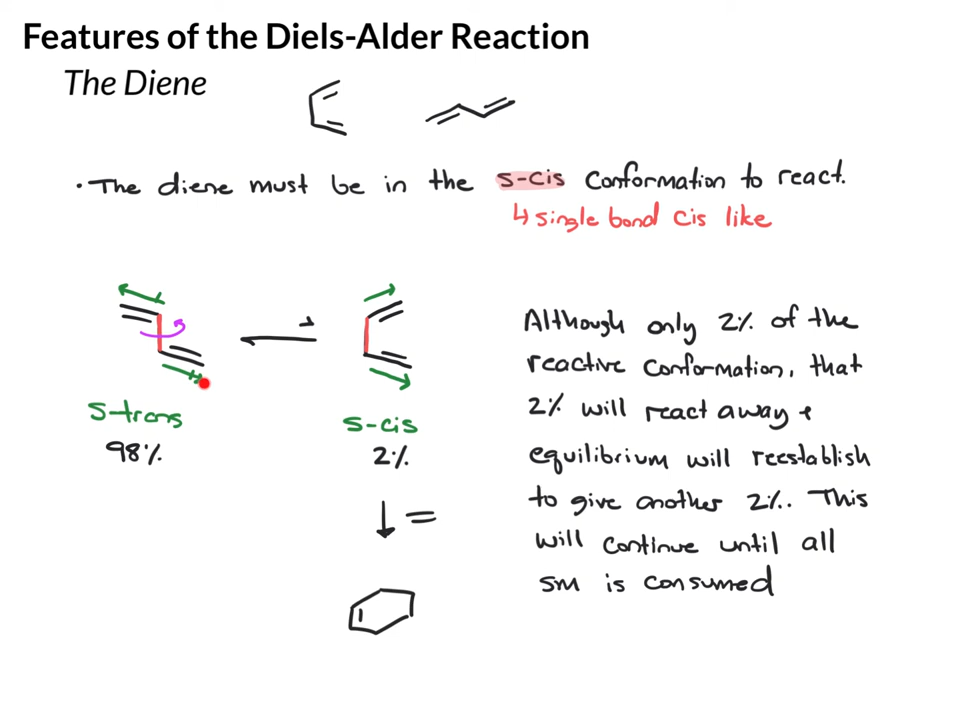 Features of the Diels-Alder Reaction
The Diene
• The diene must be in the s-cis conformation to react.
↳ single bond cis like
Although only 2% of the
reactive conformation, that
2% will react away +
equilibrium will reestablish
to give another 2%. This
will continue until all
sm is consumed
s-trans
98%
s-cis
2%